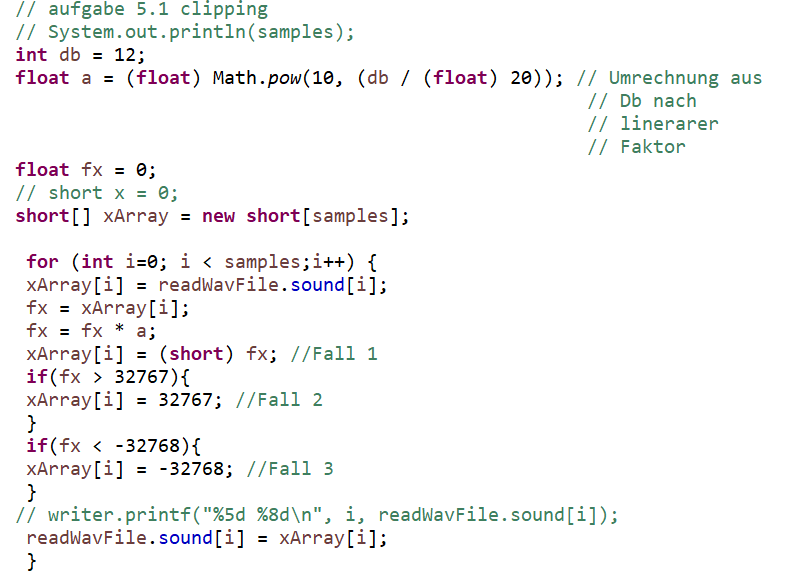 // aufgabe 5.1 clipping
// System.out.println(samples);
int db = 12;
float a = (float) Math.pow(10, (db / (float) 20)); // Umrechnung aus
// Db nach
// linerarer
// Faktor
float fx = 0;
// short x = 0;
short[] xArray = new short[samples];
for (int i=0; i < samples;i++) {
xArray[i] = readWavFile.sound[i];
fx = xArray[i];
fx = fx * a;
xArray[i] = (short) fx; //Fall 1
if(fx > 32767){
xArray[i] = 32767; //Fall 2
}
if(fx < -32768){
xArray[i] = -32768; //Fall 3
}
// writer.printf("%5d %8d\n", i, readWavFile.sound[i]);
readWavFile.sound[i] = xArray[i];
}